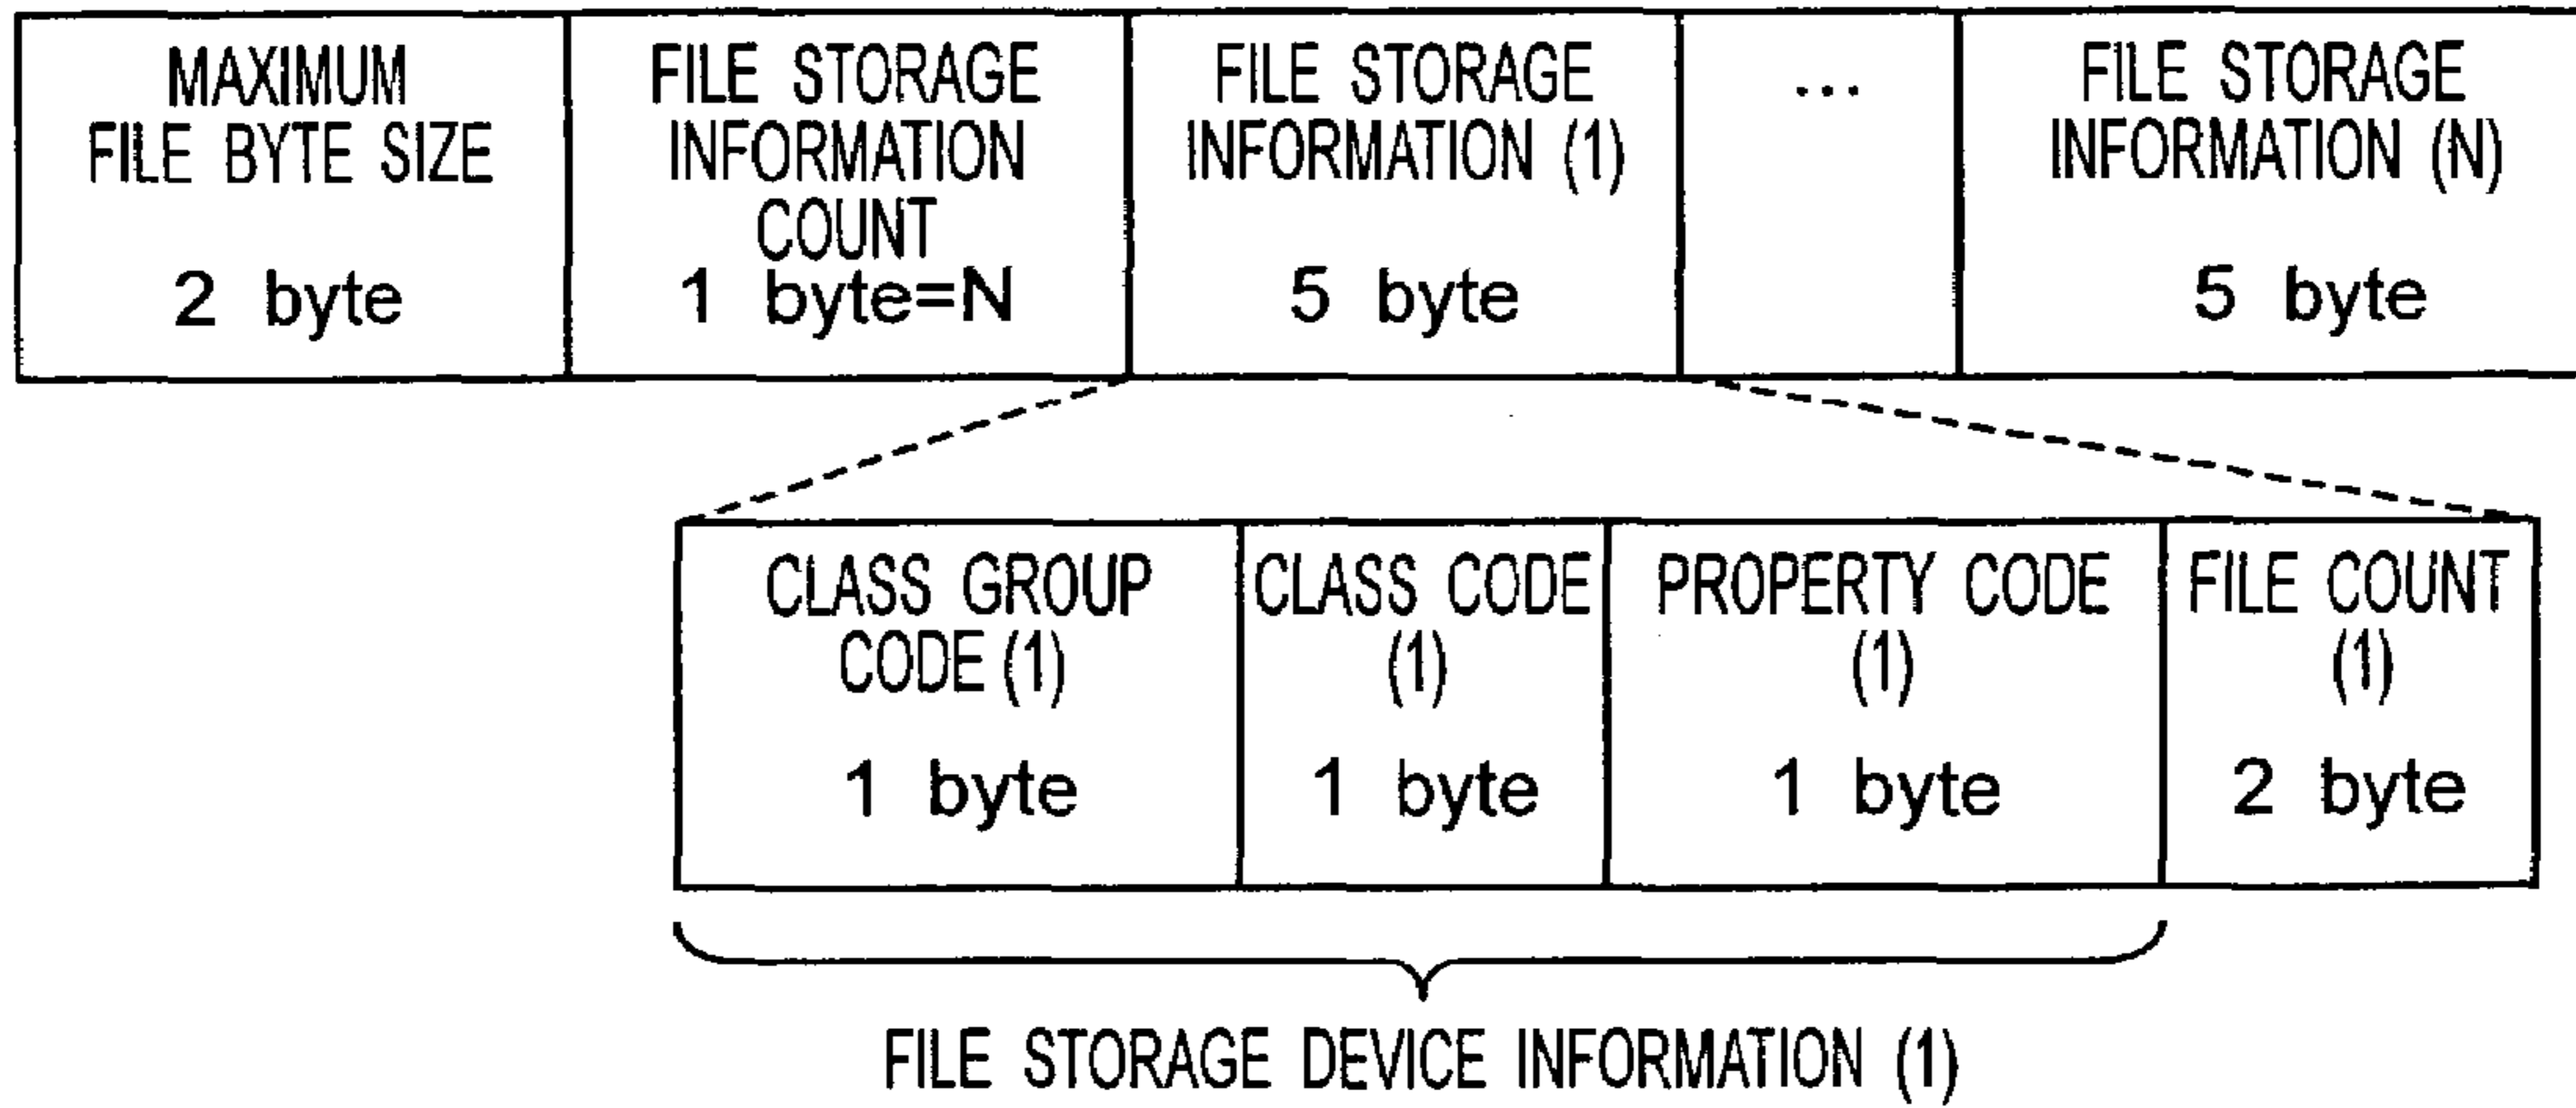 MAXIMUM
FILE BYTE SIZE
2 byte
FILE STORAGE
INFORMATION
COUNT
1 byte=N
FILE STORAGE
INFORMATION (1)
5 byte
...
FILE STORAGE
INFORMATION (N)
5 byte
CLASS GROUP
CODE (1)
1 byte
CLASS CODE
(1)
1 byte
PROPERTY CODE
(1)
1 byte
FILE COUNT
(1)
2 byte
FILE STORAGE DEVICE INFORMATION (1)